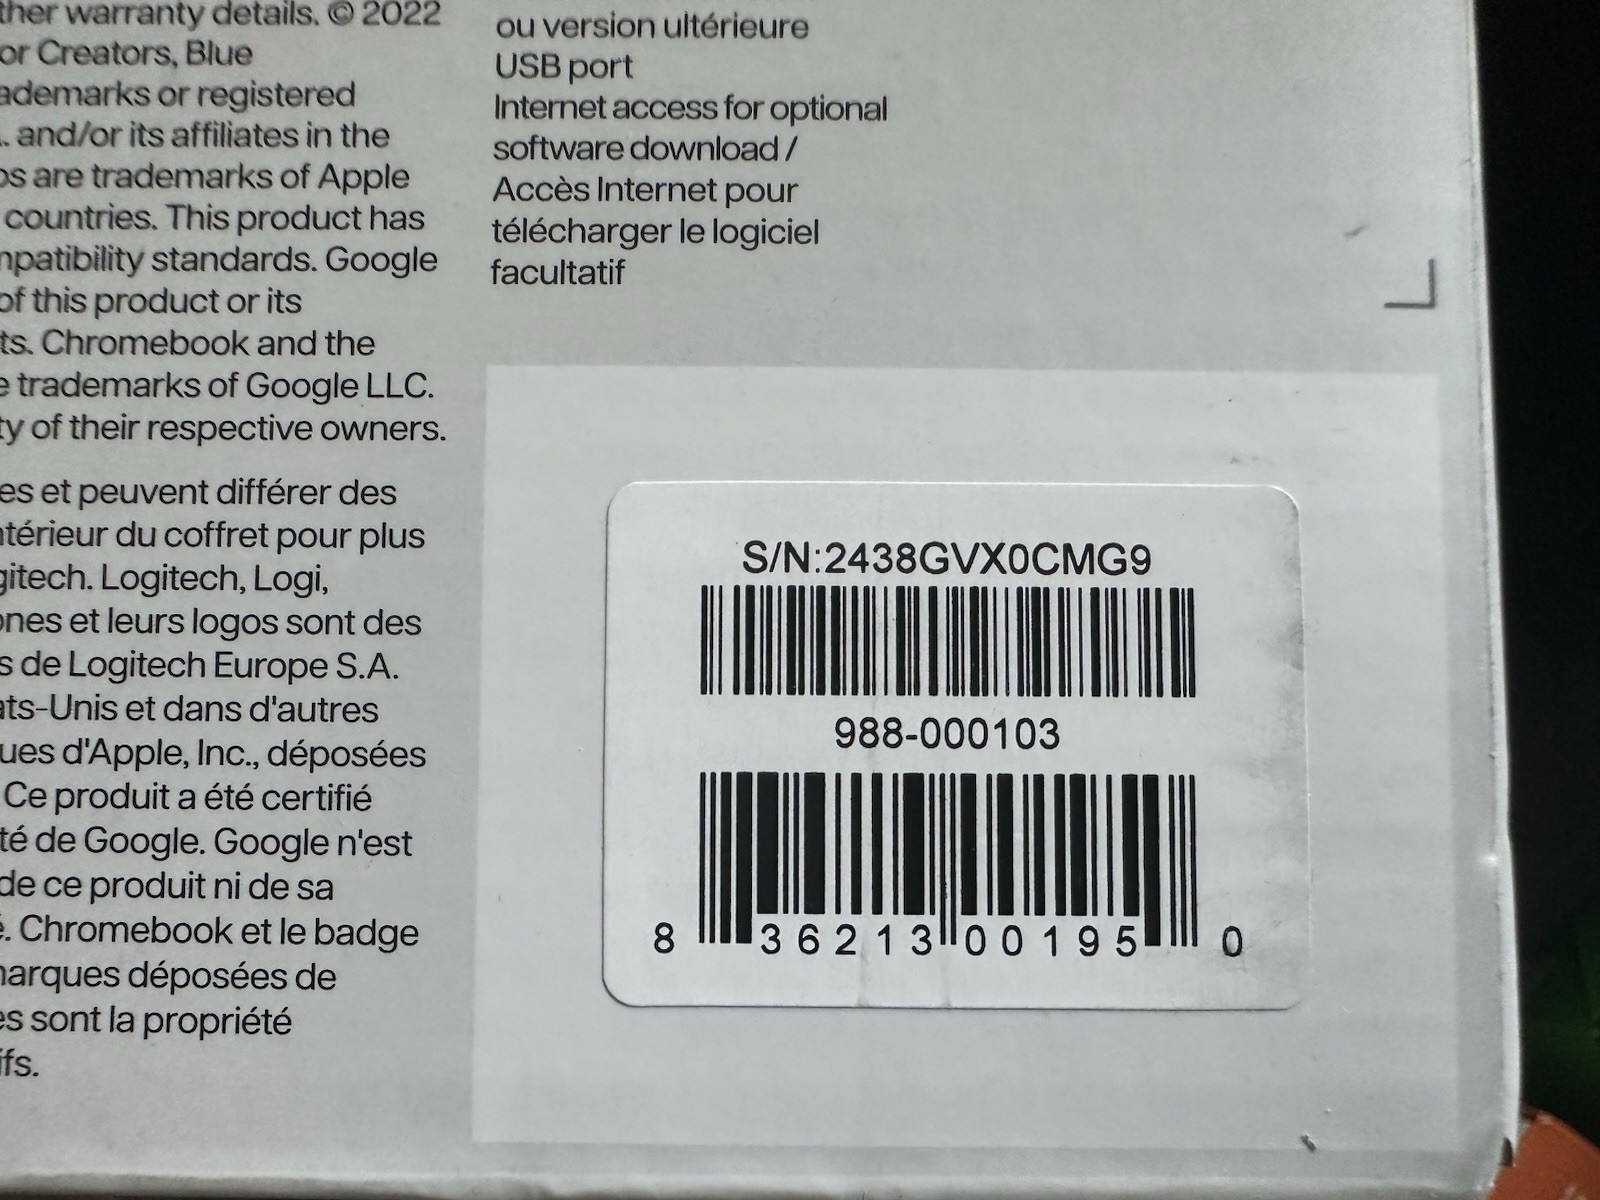 ther warranty details. © 2022
or Creators, Blue
ademarks or registered
. and/or its affiliates in the
os are trademarks of Apple
countries. This product has
mpatibility standards. Google
of this product or its
ts. Chromebook and the
e trademarks of Google LLC.
ty of their respective owners.
es et peuvent différer des
ntérieur du coffret pour plus
gitech. Logitech, Logi,
ones et leurs logos sont des
s de Logitech Europe S.A.
ats-Unis et dans d'autres
ues d'Apple, Inc., déposées
Ce produit a été certifié
té de Google. Google n'est
de ce produit ni de sa
é. Chromebook et le badge
marques déposées de
es sont la propriété
ifs.
ou version ultérieure
USB port
Internet access for optional
software download /
Accès Internet pour
télécharger le logiciel
facultatif
S/N:2438GVX0CMG9
988-000103
8 36213 00195 0